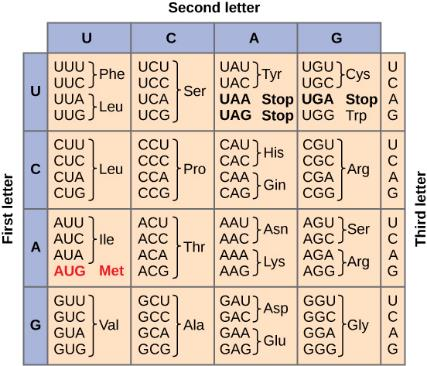 Second letter
U C A G
First letter
Third letter
U
UUU UCU UAU UGU U
UUC Phe UCC UAC Tyr UGC Cys C
UUA UCA Ser UAA Stop UGA Stop A
UUG Leu UCG UAG Stop UGG Trp G
C
CUU CCU CAU CGU U
CUC CCC CAC His CGC C
CUA Leu CCA Pro CAA CGA Arg A
CUG CCG CAG Gin CGG G
A
AUU ACU AAU AGU U
AUC Ile ACC AAC Asn AGC Ser C
AUA ACA Thr AAA AGA A
AUG Met ACG AAG Lys AGG Arg G
G
GUU GCU GAU GGU U
GUC GCC GAC Asp GGC C
GUA Val GCA Ala GAA GGA Gly A
GUG GCG GAG Glu GGG G